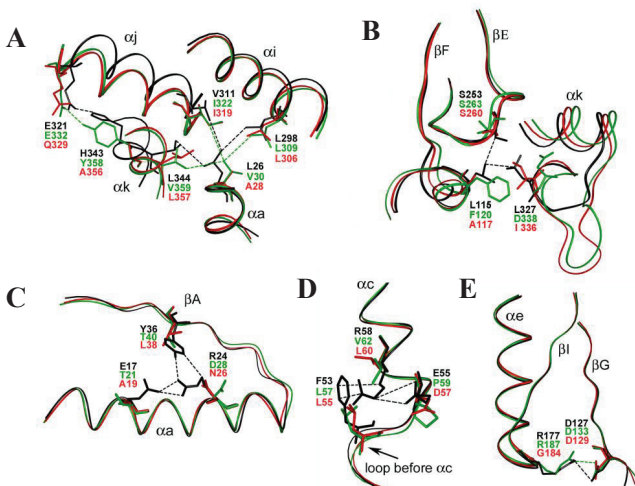 A
αj
αi
V311
I322
I319
E321
E332
Q329
H343
Y358
A356
αk
L344
V359
L357
L298
L309
L306
L26
V30
A28
αa
B
βF
βE
S253
S263
S260
αk
L115
F120
A117
L327
D338
I 336
C
βA
Y36
T40
L38
E17
T21
A19
R24
D28
N26
αa
D
αc
R58
V62
L60
F53
L57
L55
E55
P59
D57
loop before αc
E
αe
βI
βG
R177
R187
G184
D127
D133
D129